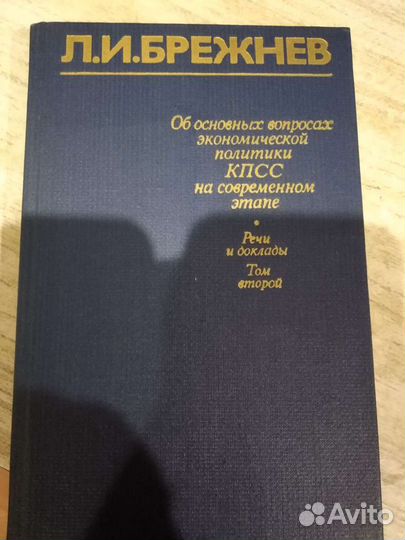 Л.И.БРЕЖНЕВ
Об основных вопросах
экономической
политики
КПСС
на современном
этапе
•
Речи
и доклады
Том
второй
Avito